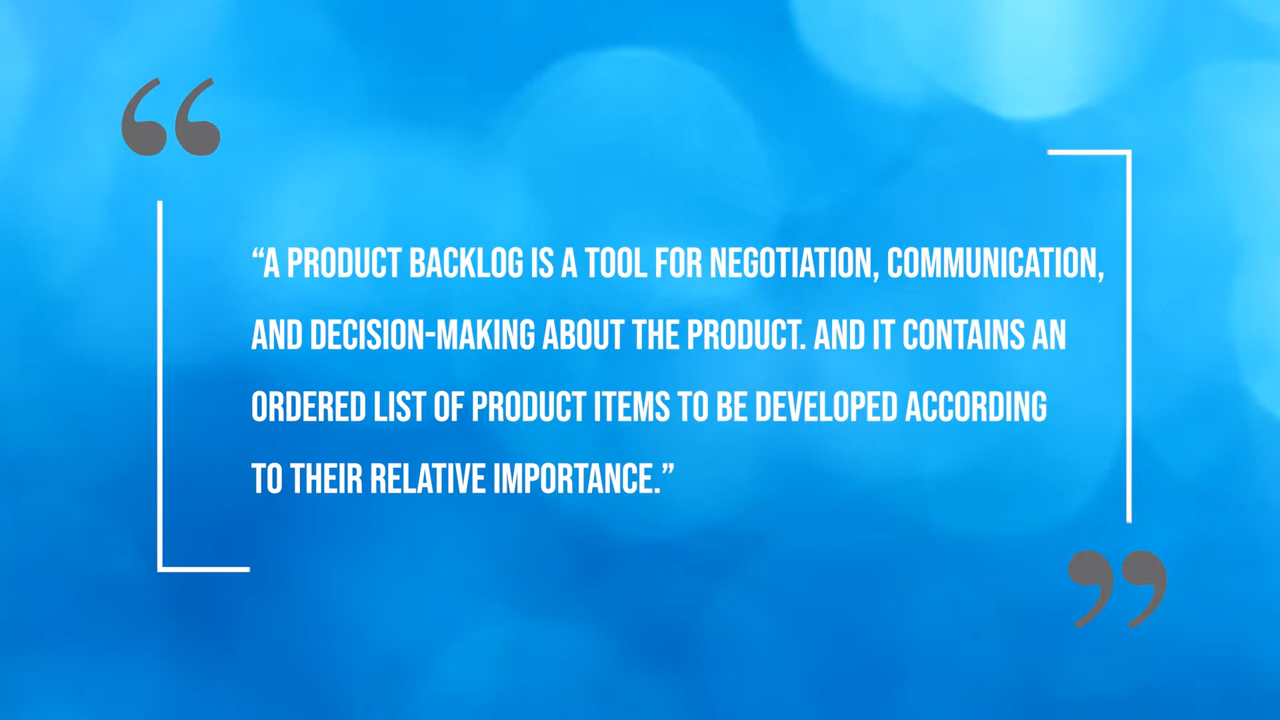 “A PRODUCT BACKLOG IS A TOOL FOR NEGOTIATION, COMMUNICATION,
AND DECISION-MAKING ABOUT THE PRODUCT. AND IT CONTAINS AN
ORDERED LIST OF PRODUCT ITEMS TO BE DEVELOPED ACCORDING
TO THEIR RELATIVE IMPORTANCE.”